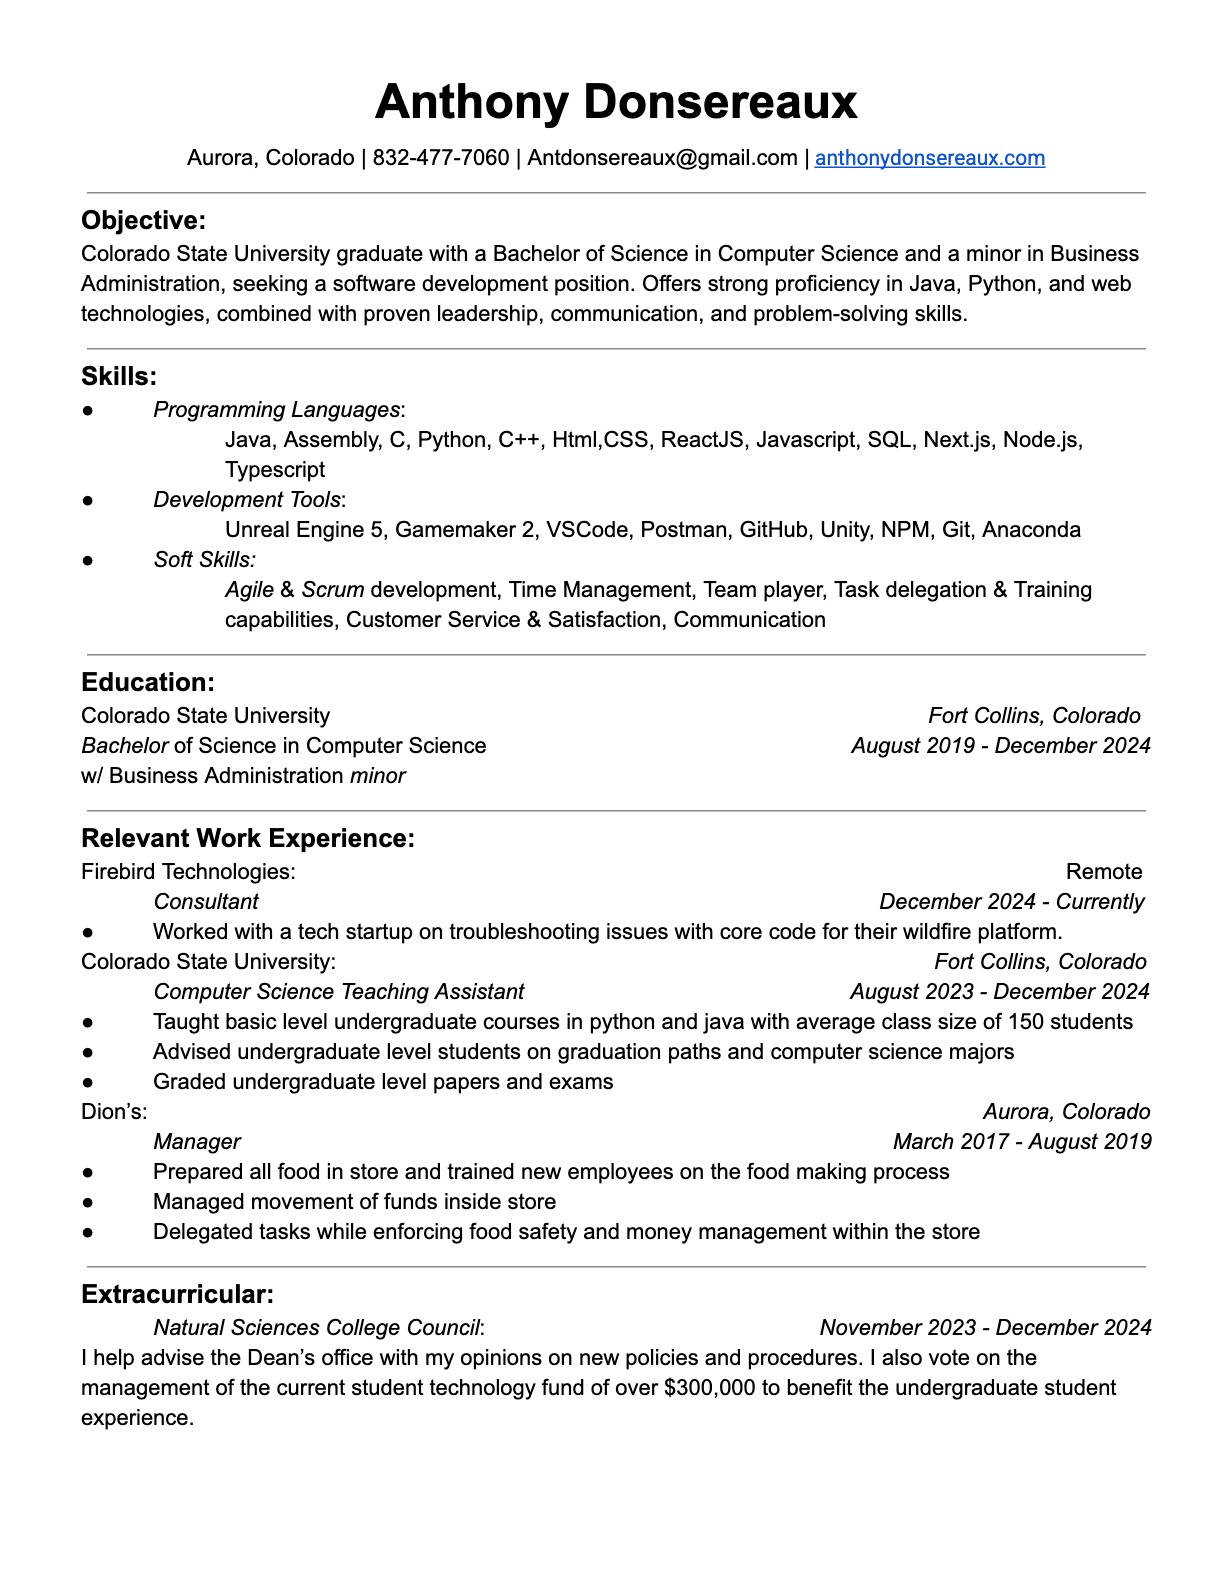 Anthony Donsereaux
Aurora, Colorado | 832-477-7060 | Antdonsereaux@gmail.com | anthonydonsereaux.com
Objective:
Colorado State University graduate with a Bachelor of Science in Computer Science and a minor in Business
Administration, seeking a software development position. Offers strong proficiency in Java, Python, and web
technologies, combined with proven leadership, communication, and problem-solving skills.
Skills:
● Programming Languages:
Java, Assembly, C, Python, C++, Html,CSS, ReactJS, Javascript, SQL, Next.js, Node.js,
Typescript
● Development Tools:
Unreal Engine 5, Gamemaker 2, VSCode, Postman, GitHub, Unity, NPM, Git, Anaconda
● Soft Skills:
Agile & Scrum development, Time Management, Team player, Task delegation & Training
capabilities, Customer Service & Satisfaction, Communication
Education:
Colorado State University Fort Collins, Colorado
Bachelor of Science in Computer Science August 2019 - December 2024
w/ Business Administration minor
Relevant Work Experience:
Firebird Technologies: Remote
Consultant December 2024 - Currently
● Worked with a tech startup on troubleshooting issues with core code for their wildfire platform.
Colorado State University: Fort Collins, Colorado
Computer Science Teaching Assistant August 2023 - December 2024
● Taught basic level undergraduate courses in python and java with average class size of 150 students
● Advised undergraduate level students on graduation paths and computer science majors
● Graded undergraduate level papers and exams
Dion’s: Aurora, Colorado
Manager March 2017 - August 2019
● Prepared all food in store and trained new employees on the food making process
● Managed movement of funds inside store
● Delegated tasks while enforcing food safety and money management within the store
Extracurricular:
Natural Sciences College Council: November 2023 - December 2024
I help advise the Dean’s office with my opinions on new policies and procedures. I also vote on the
management of the current student technology fund of over $300,000 to benefit the undergraduate student
experience.